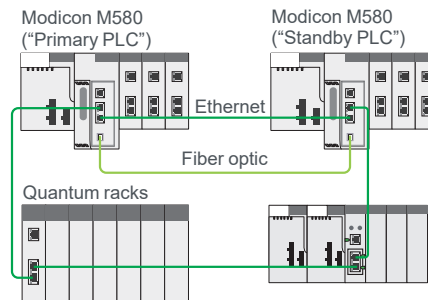 Modicon M580
(“Primary PLC”)
Modicon M580
(“Standby PLC”)
Ethernet
Fiber optic
Quantum racks